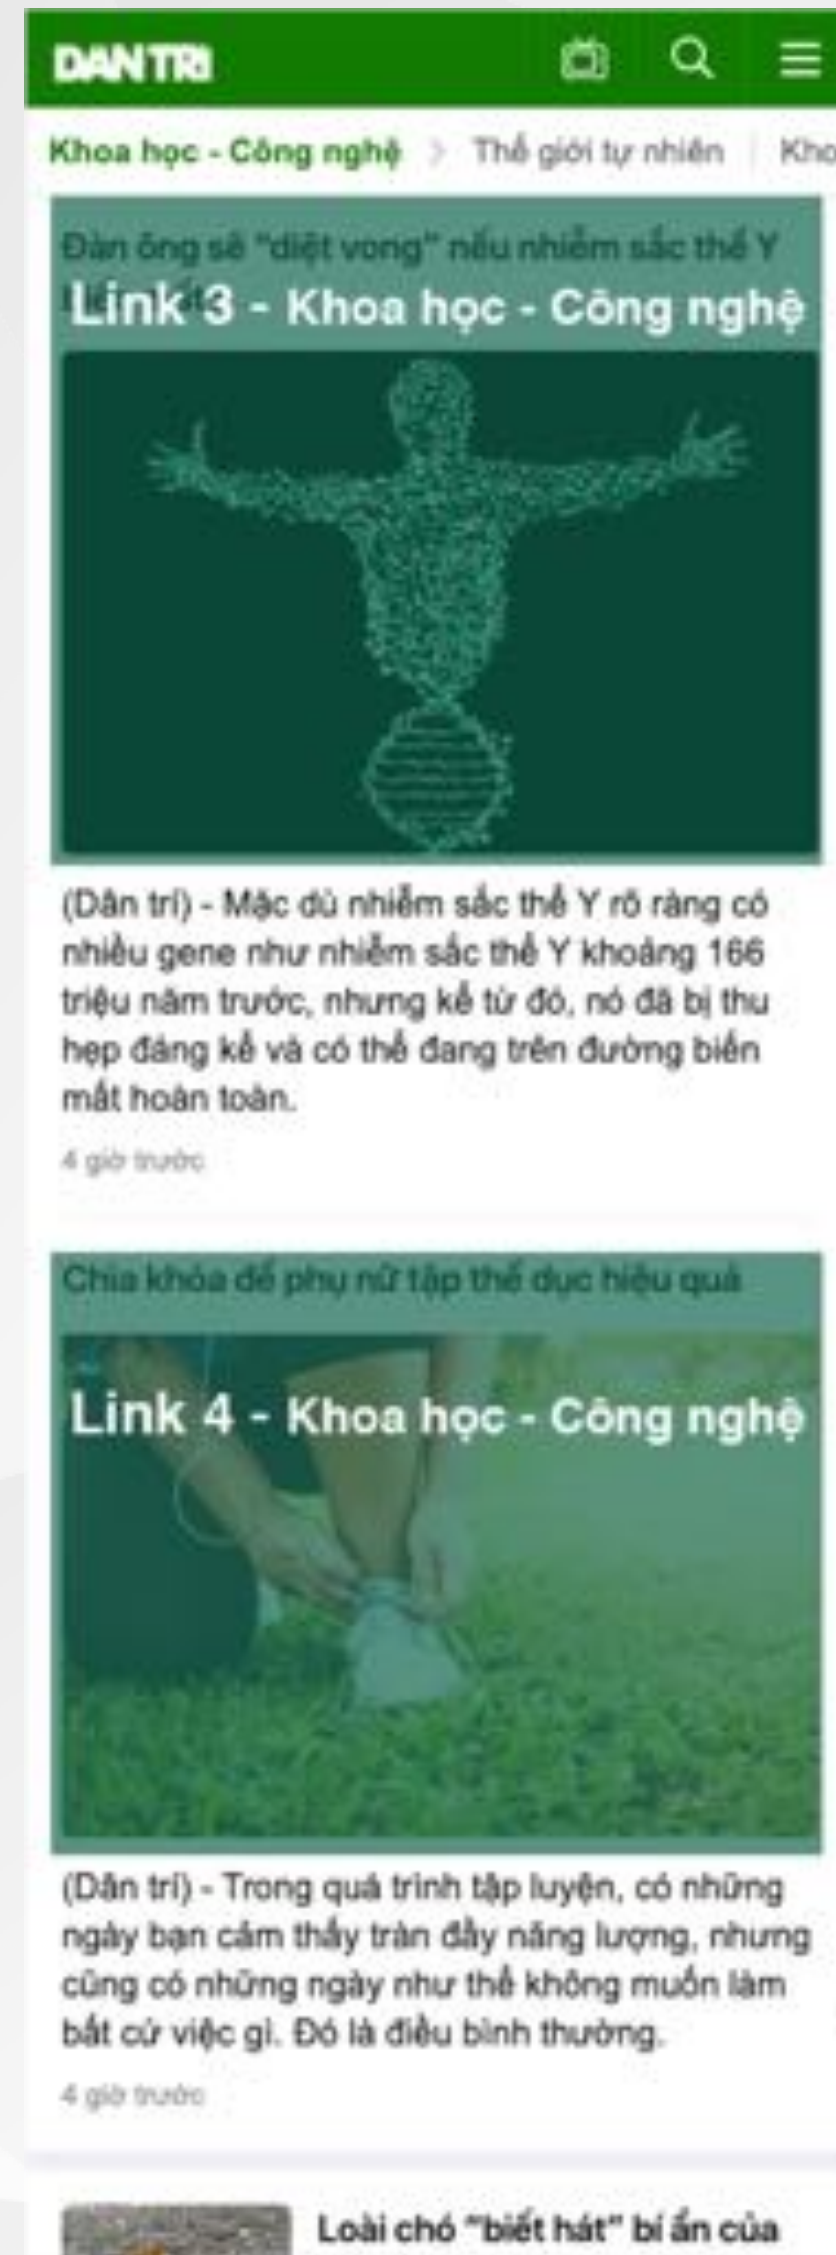 DANTRI
Khoa học - Công nghệ > Thế giới tự nhiên | Kho
Đàn ông sẽ "diệt vong" nếu nhiễm sắc thể Y
Link 3 - Khoa học - Công nghệ
(Dân trí) - Mặc dù nhiễm sắc thể Y rõ ràng có
nhiều gene như nhiễm sắc thể Y khoảng 166
triệu năm trước, nhưng kể từ đó, nó đã bị thu
hẹp đáng kể và có thể đang trên đường biến
mất hoàn toàn.
4 giờ trước
Chìa khóa để phụ nữ tập thể dục hiệu quả
Link 4 - Khoa học - Công nghệ
(Dân trí) - Trong quá trình tập luyện, có những
ngày bạn cảm thấy tràn đầy năng lượng, nhưng
cũng có những ngày như thể không muốn làm
bất cứ việc gì. Đó là điều bình thường.
4 giờ trước
Loài chó "biết hát" bí ẩn của